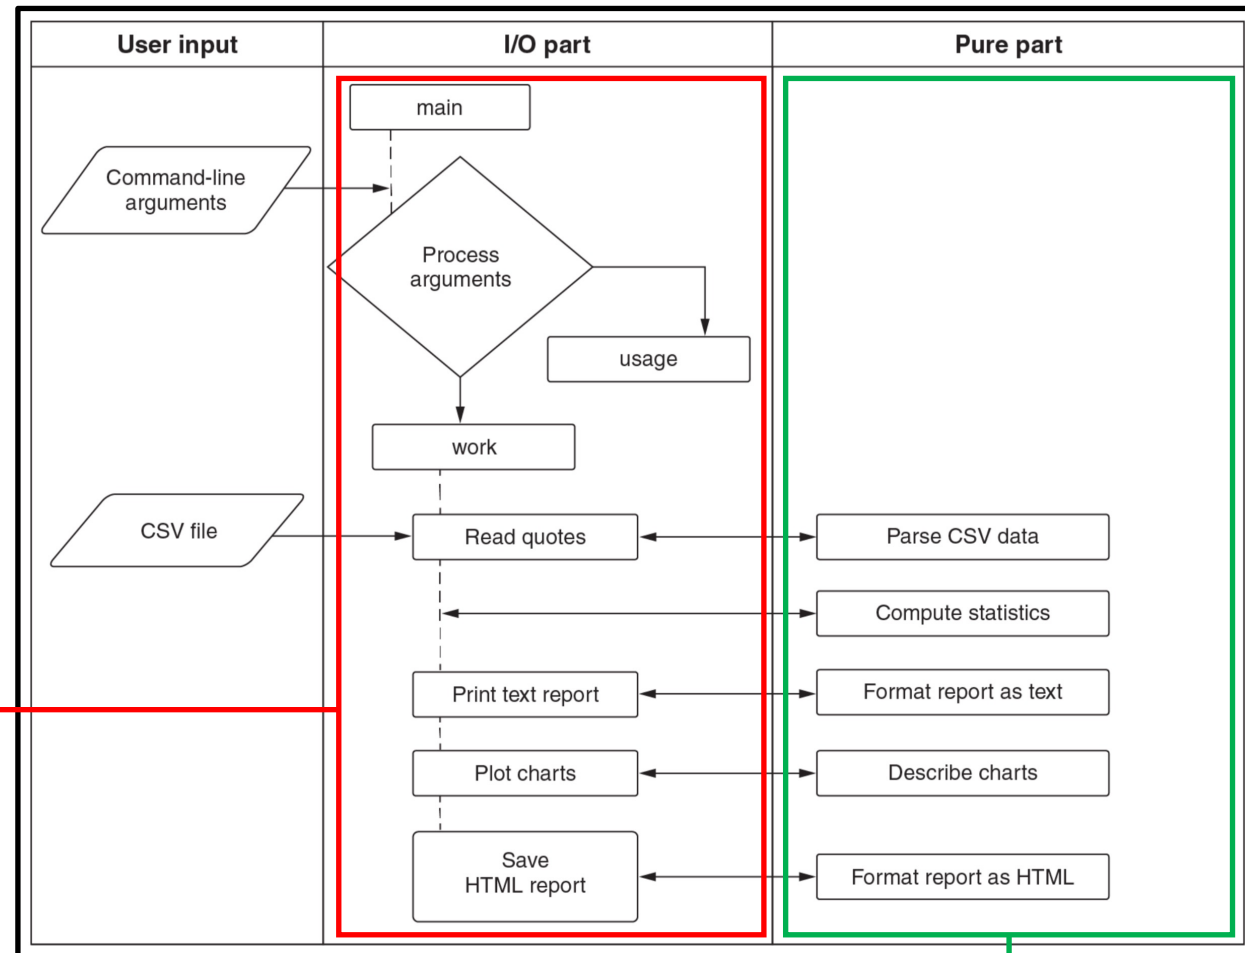 User input
I/O part
Pure part
main
Command-line
arguments
Process
arguments
usage
work
CSV file
Read quotes
Parse CSV data
Compute statistics
Print text report
Format report as text
Plot charts
Describe charts
Save
HTML report
Format report as HTML